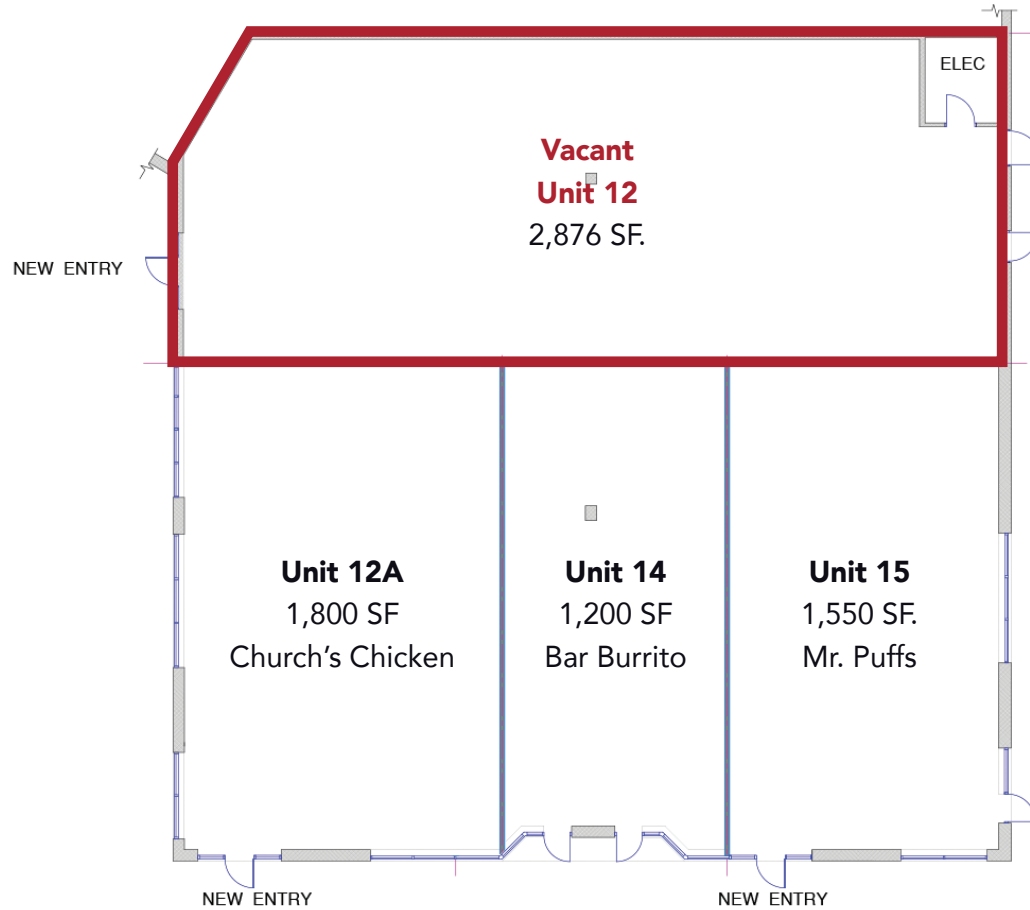 ELEC
Vacant
Unit 12
2,876 SF.
NEW ENTRY
Unit 12A
1,800 SF
Church's Chicken
Unit 14
1,200 SF
Bar Burrito
Unit 15
1,550 SF.
Mr. Puffs
NEW ENTRY
NEW ENTRY